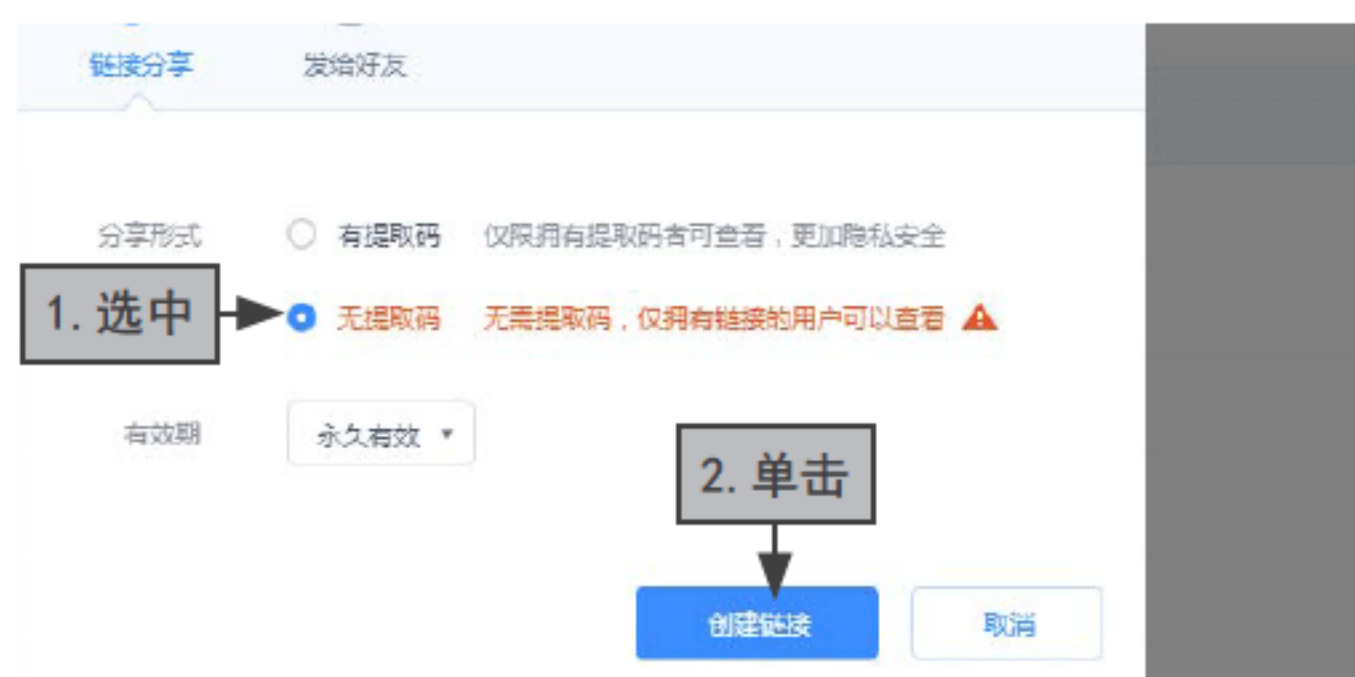 链接分享 发给好友
分享形式 有提取码 仅限拥有提取码者可查看，更加隐私安全
1. 选中 无提取码 无需提取码，仅拥有链接的用户可以查看
有效期 永久有效
2. 单击
创建链接 取消